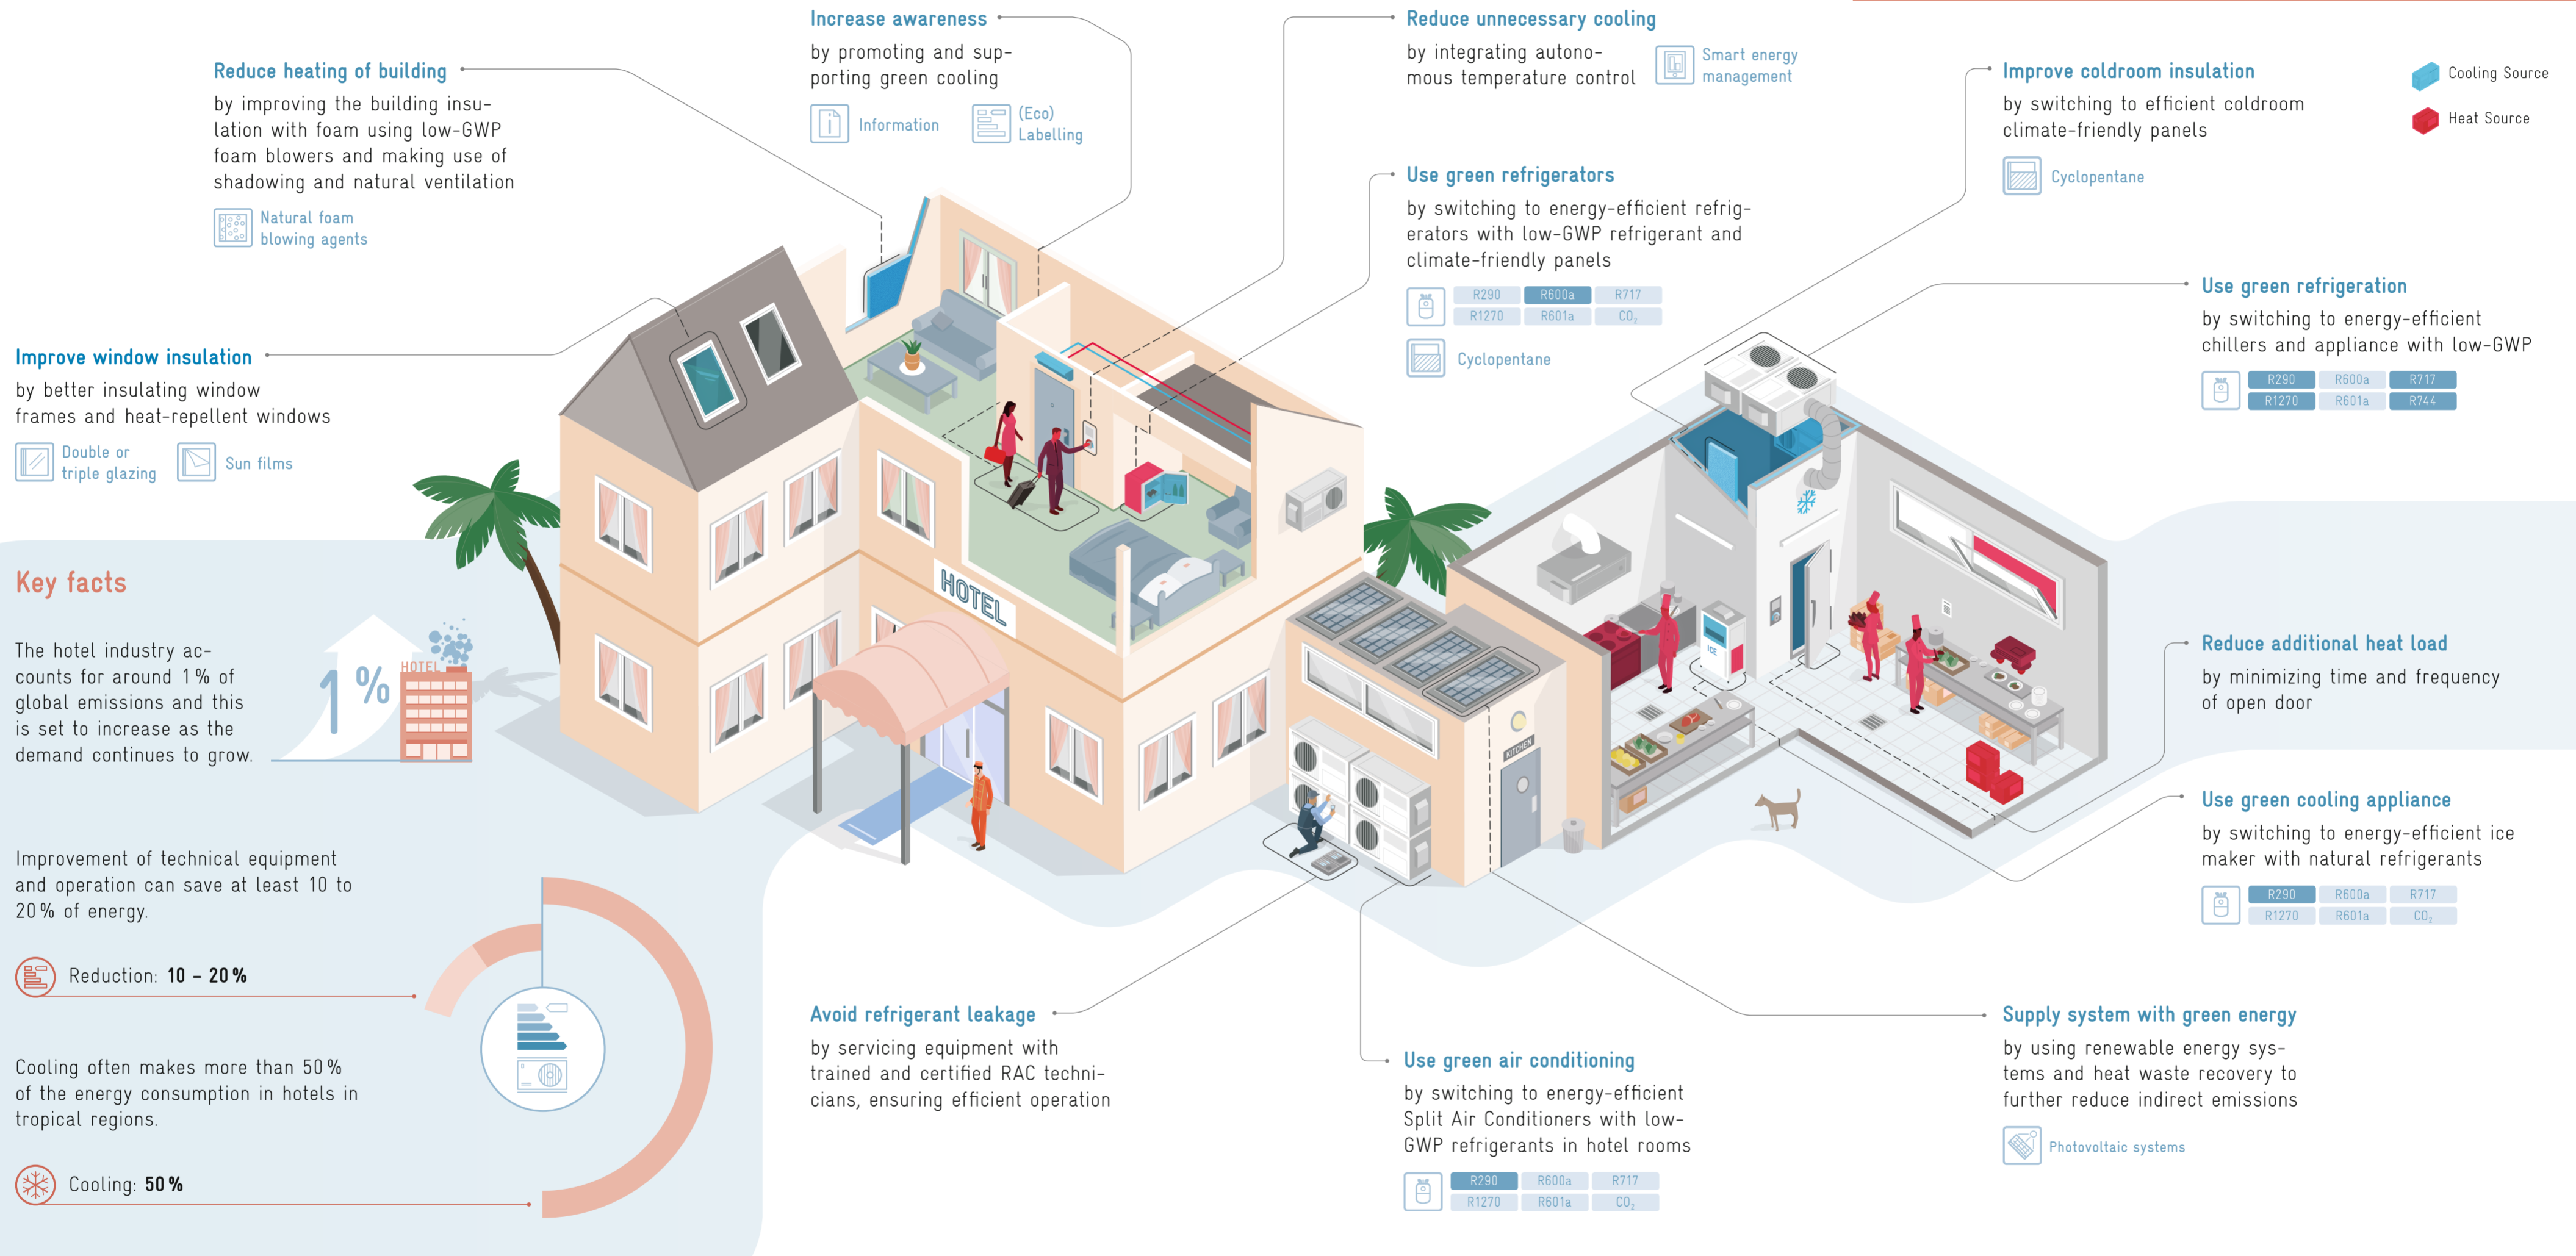 Increase awareness
by promoting and sup-
porting green cooling
Information
(Eco)
Labelling
Reduce unnecessary cooling
by integrating autono-
mous temperature control
Smart energy
management
Reduce heating of building
by improving the building insu-
lation with foam using low-GWP
foam blowers and making use of
shadowing and natural ventilation
Natural foam
blowing agents
Improve coldroom insulation
by switching to efficient coldroom
climate-friendly panels
Cyclopentane
Cooling Source
Heat Source
Use green refrigerators
by switching to energy-efficient refrig-
erators with low-GWP refrigerant and
climate-friendly panels
R290 R600a R717
R1270 R601a CO₂
Cyclopentane
Use green refrigeration
by switching to energy-efficient
chillers and appliance with low-GWP
R290 R600a R717
R1270 R601a R744
Improve window insulation
by better insulating window
frames and heat-repellent windows
Double or
triple glazing
Sun films
HOTEL
KITCHEN
ICE
Key facts
The hotel industry ac-
counts for around 1% of
global emissions and this
is set to increase as the
demand continues to grow.
1%
HOTEL
Improvement of technical equipment
and operation can save at least 10 to
20% of energy.
Reduction: 10 – 20%
Cooling often makes more than 50%
of the energy consumption in hotels in
tropical regions.
Cooling: 50%
Reduce additional heat load
by minimizing time and frequency
of open door
Use green cooling appliance
by switching to energy-efficient ice
maker with natural refrigerants
R290 R600a R717
R1270 R601a CO₂
Avoid refrigerant leakage
by servicing equipment with
trained and certified RAC techni-
cians, ensuring efficient operation
Use green air conditioning
by switching to energy-efficient
Split Air Conditioners with low-
GWP refrigerants in hotel rooms
R290 R600a R717
R1270 R601a CO₂
Supply system with green energy
by using renewable energy sys-
tems and heat waste recovery to
further reduce indirect emissions
Photovoltaic systems